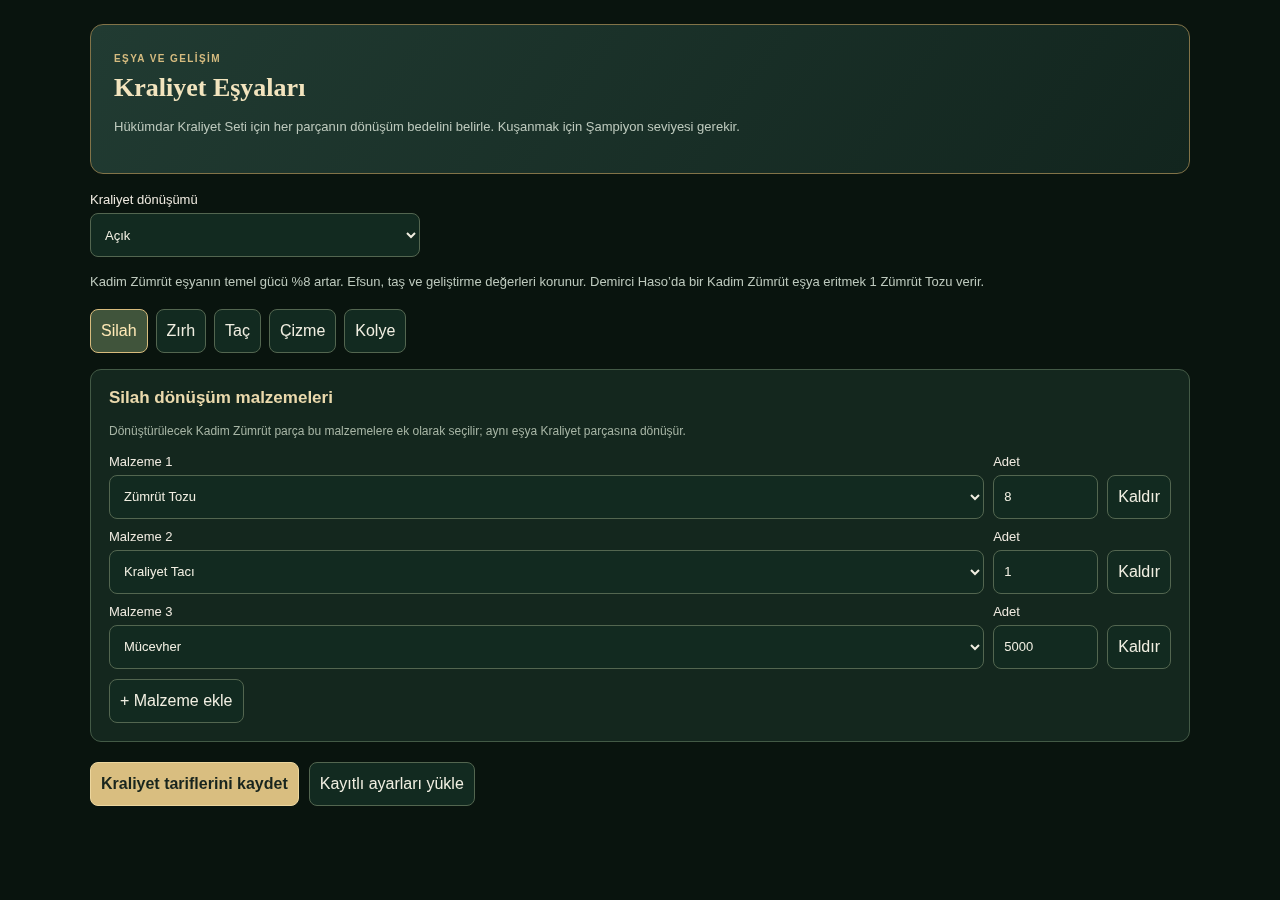 EŞYA VE GELİŞİM
Kraliyet Eşyaları
Hükümdar Kraliyet Seti için her parçanın dönüşüm bedelini belirle. Kuşanmak için Şampiyon seviyesi gerekir.
Kraliyet dönüşümü
Açık
Kadim Zümrüt eşyanın temel gücü %8 artar. Efsun, taş ve geliştirme değerleri korunur. Demirci Haso’da bir Kadim Zümrüt eşya eritmek 1 Zümrüt Tozu verir.
Silah Zırh Taç Çizme Kolye
Silah dönüşüm malzemeleri
Dönüştürülecek Kadim Zümrüt parça bu malzemelere ek olarak seçilir; aynı eşya Kraliyet parçasına dönüşür.
Malzeme 1 Adet
Zümrüt Tozu 8 Kaldır
Malzeme 2 Adet
Kraliyet Tacı 1 Kaldır
Malzeme 3 Adet
Mücevher 5000 Kaldır
+ Malzeme ekle
Kraliyet tariflerini kaydet Kayıtlı ayarları yükle